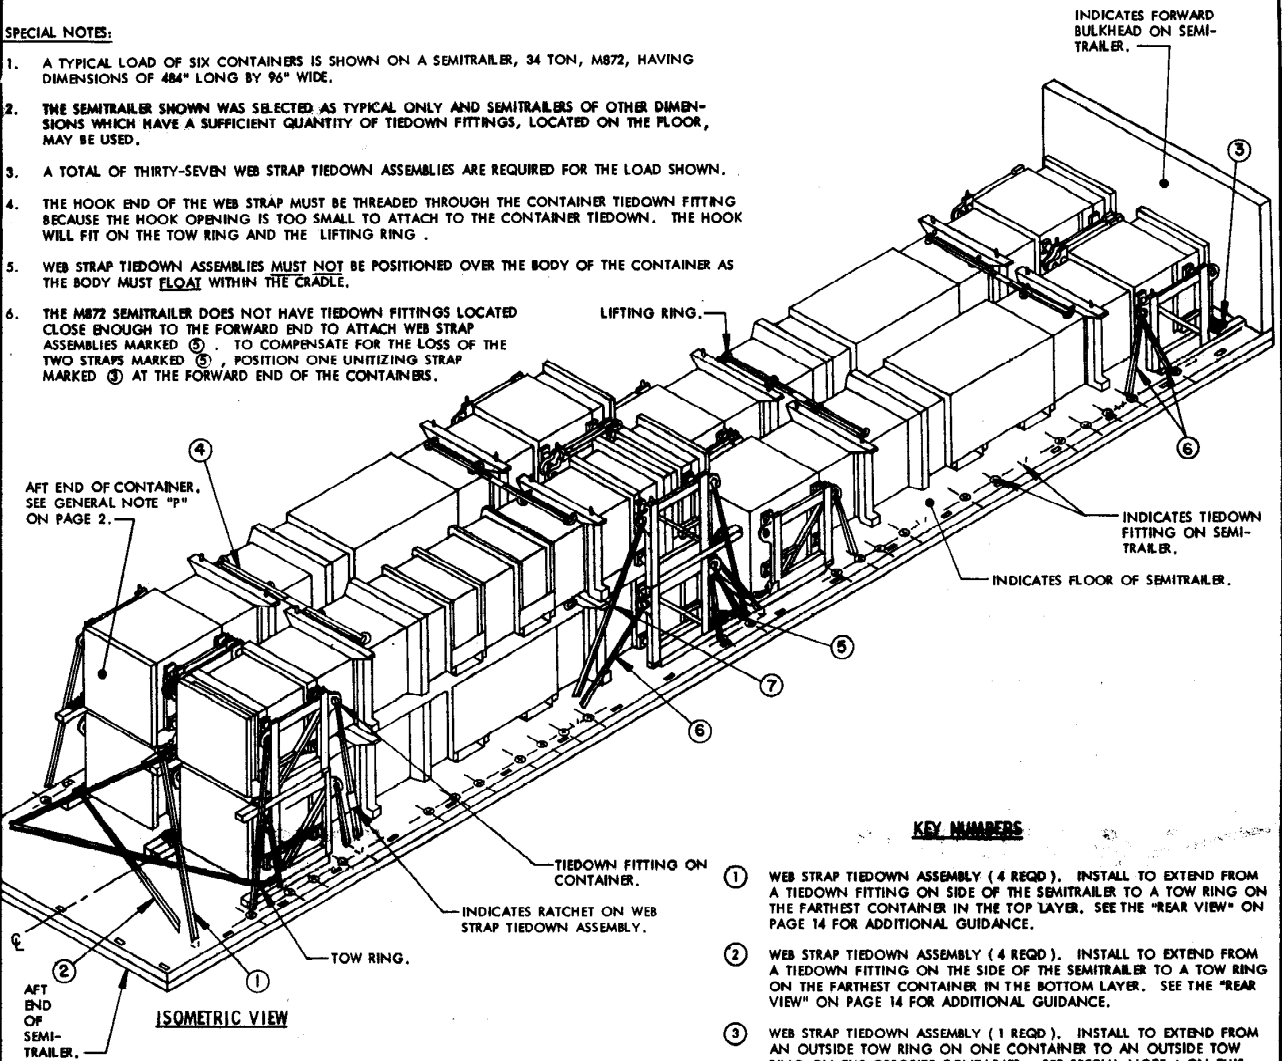 SPECIAL NOTES:
1. A TYPICAL LOAD OF SIX CONTAINERS IS SHOWN ON A SEMITRAILER, 34 TON, M872, HAVING
DIMENSIONS OF 484" LONG BY 96" WIDE.
2. THE SEMITRAILER SHOWN WAS SELECTED AS TYPICAL ONLY AND SEMITRAILERS OF OTHER DIMEN-
SIONS WHICH HAVE A SUFFICIENT QUANTITY OF TIEDOWN FITTINGS, LOCATED ON THE FLOOR,
MAY BE USED.
3. A TOTAL OF THIRTY-SEVEN WEB STRAP TIEDOWN ASSEMBLIES ARE REQUIRED FOR THE LOAD SHOWN.
4. THE HOOK END OF THE WEB STRAP MUST BE THREADED THROUGH THE CONTAINER TIEDOWN FITTING
BECAUSE THE HOOK OPENING IS TOO SMALL TO ATTACH TO THE CONTAINER TIEDOWN. THE HOOK
WILL FIT ON THE TOW RING AND THE LIFTING RING .
5. WEB STRAP TIEDOWN ASSEMBLIES MUST NOT BE POSITIONED OVER THE BODY OF THE CONTAINER AS
THE BODY MUST FLOAT WITHIN THE CRADLE.
6. THE M872 SEMITRAILER DOES NOT HAVE TIEDOWN FITTINGS LOCATED
CLOSE ENOUGH TO THE FORWARD END TO ATTACH WEB STRAP
ASSEMBLIES MARKED ⑤ . TO COMPENSATE FOR THE LOSS OF THE
TWO STRAPS MARKED ⑤ , POSITION ONE UNITIZING STRAP
MARKED ③ AT THE FORWARD END OF THE CONTAINERS.
INDICATES FORWARD
BULKHEAD ON SEMI-
TRAILER.
③
LIFTING RING.
④
AFT END OF CONTAINER.
SEE GENERAL NOTE "P"
ON PAGE 2.
⑥
INDICATES TIEDOWN
FITTING ON SEMI-
TRAILER.
INDICATES FLOOR OF SEMITRAILER.
⑤
⑦
⑥
TIEDOWN FITTING ON
CONTAINER.
INDICATES RATCHET ON WEB
STRAP TIEDOWN ASSEMBLY.
TOW RING.
℄
②
①
AFT
END
OF
SEMI-
TRAILER.
ISOMETRIC VIEW
KEY NUMBERS
① WEB STRAP TIEDOWN ASSEMBLY ( 4 REQD ). INSTALL TO EXTEND FROM
A TIEDOWN FITTING ON SIDE OF THE SEMITRAILER TO A TOW RING ON
THE FARTHEST CONTAINER IN THE TOP LAYER. SEE THE "REAR VIEW" ON
PAGE 14 FOR ADDITIONAL GUIDANCE.
② WEB STRAP TIEDOWN ASSEMBLY ( 4 REQD ). INSTALL TO EXTEND FROM
A TIEDOWN FITTING ON THE SIDE OF THE SEMITRAILER TO A TOW RING
ON THE FARTHEST CONTAINER IN THE BOTTOM LAYER. SEE THE "REAR
VIEW" ON PAGE 14 FOR ADDITIONAL GUIDANCE.
③ WEB STRAP TIEDOWN ASSEMBLY ( 1 REQD ). INSTALL TO EXTEND FROM
AN OUTSIDE TOW RING ON ONE CONTAINER TO AN OUTSIDE TOW